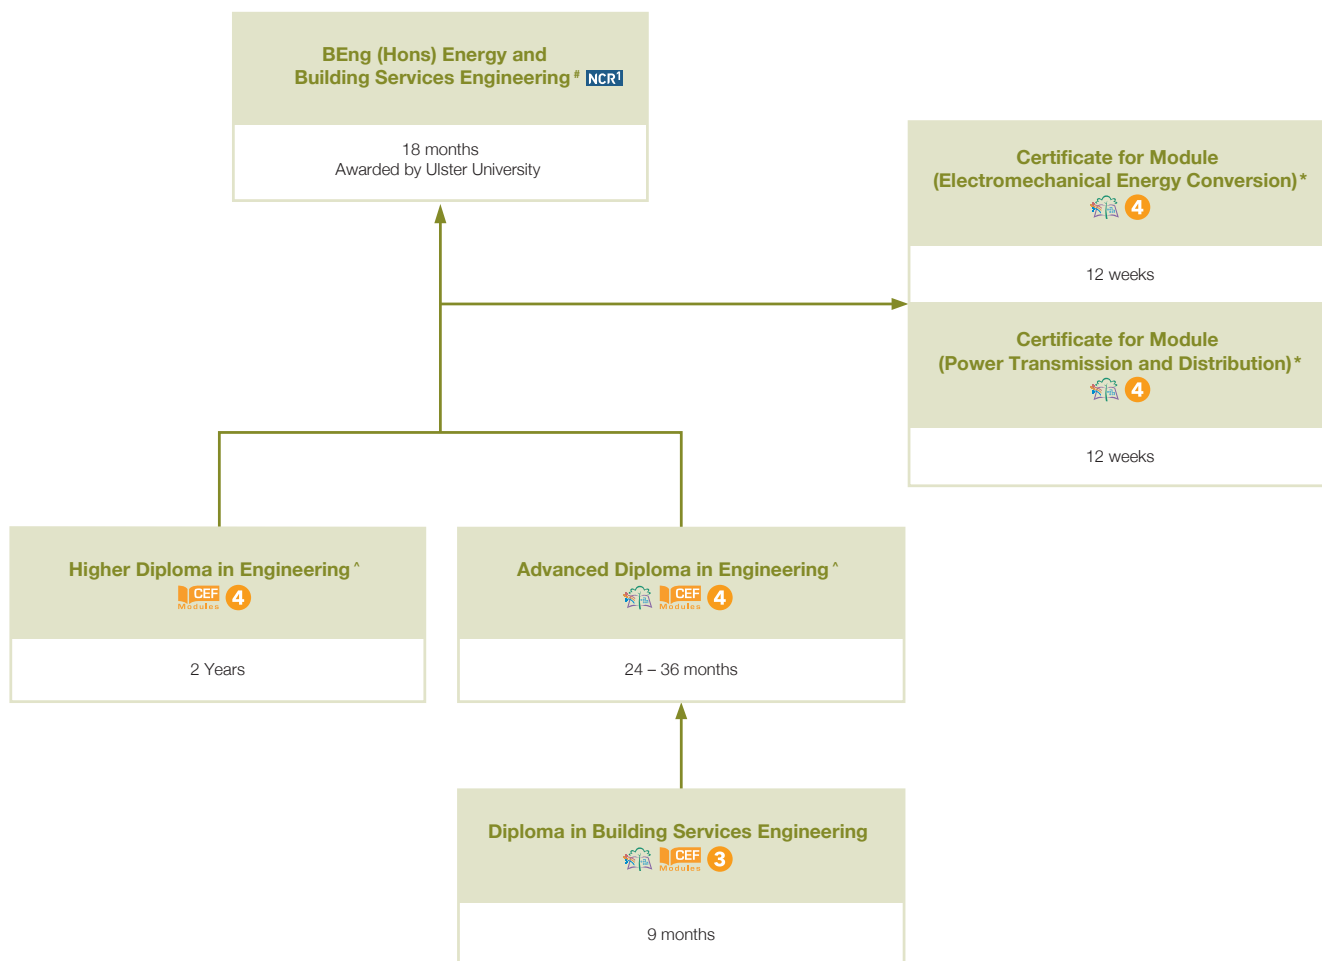 BEng (Hons) Energy and
Building Services Engineering # NCR1
18 months
Awarded by Ulster University
Certificate for Module
(Electromechanical Energy Conversion) *
4
12 weeks
Certificate for Module
(Power Transmission and Distribution) *
4
12 weeks
Higher Diploma in Engineering ^
CEF
Modules
4
2 Years
Advanced Diploma in Engineering ^
CEF
Modules
4
24 – 36 months
Diploma in Building Services Engineering
CEF
Modules
3
9 months